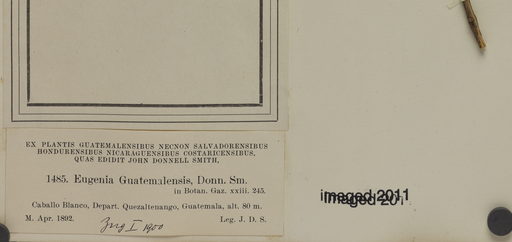 EX PLANTIS GUATEMALENSIBUS NECNON SALVADORENSIBUS
HONDURENSIBUS NICARAGUENSIBUS COSTARICENSIBUS,
QUAS EDIDIT JOHN DONNELL SMITH.
1485. Eugenia Guatemalensis, Donn. Sm.
in Botan. Gaz. xxiii. 245.
Caballo Blanco, Depart. Quezaltenango, Guatemala, alt. 80 m.
M. Apr. 1892.
I 1900
Leg. J. D. S.
imaged 2011